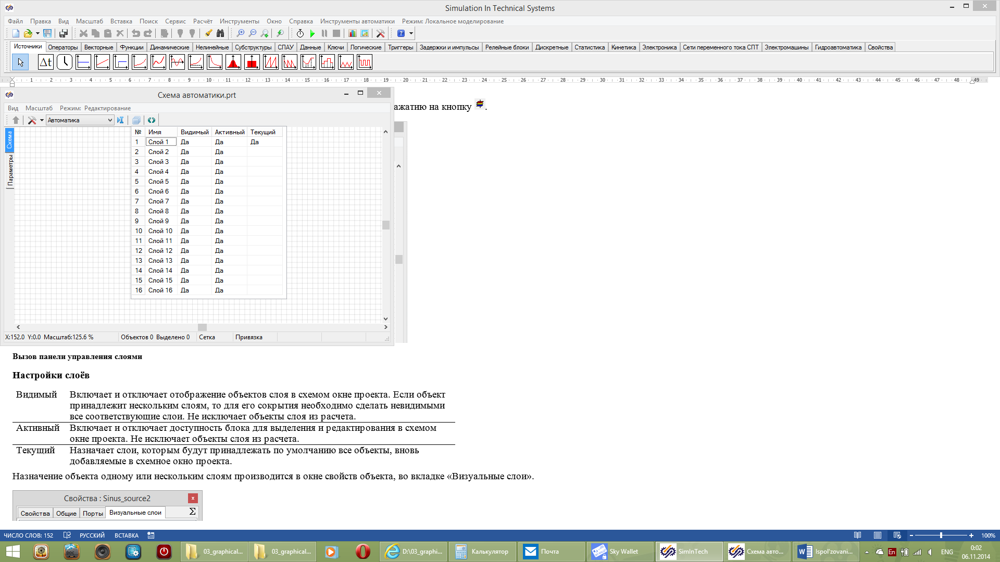 Simulation In Technical Systems
Файл Правка Вид Масштаб Вставка Поиск Сервис Расчёт Инструменты Окно Справка Инструменты автоматики Режим: Локальное моделирование
Источники Операторы Векторные Функции Динамические Нелинейные Субструктуры СПАУ Данные Ключи Логические Триггеры Задержки и импульсы Релейные блоки Дискретные Статистика Кинетика Электроника Сети переменного тока СПТ Электромашины Гидроавтоматика Свойства
Δt
1 2 3 4 5 6 7 8 9 10 11 12 13 14 15 16 17 18 19 20 21 22 23 24 25 26 27 28 29 30 31 32 33 34 35 36 37 38 39 40 41 42 43 44 45 46 47 48 49
Схема автоматики.prt
ажатию на кнопку .
Вид Масштаб Режим: Редактирование
Автоматика
Схема
Параметры
№ Имя Видимый Активный Текущий
1 Слой 1 Да Да Да
2 Слой 2 Да Да
3 Слой 3 Да Да
4 Слой 4 Да Да
5 Слой 5 Да Да
6 Слой 6 Да Да
7 Слой 7 Да Да
8 Слой 8 Да Да
9 Слой 9 Да Да
10 Слой 10 Да Да
11 Слой 11 Да Да
12 Слой 12 Да Да
13 Слой 13 Да Да
14 Слой 14 Да Да
15 Слой 15 Да Да
16 Слой 16 Да Да
X:152.0 Y:0.0 Масштаб:125.6 % Объектов 0 Выделено 0 Сетка Привязка
Вызов панели управления слоями
Настройки слоёв
Видимый Включает и отключает отображение объектов слоя в схемом окне проекта. Если объект
принадлежит нескольким слоям, то для его сокрытия необходимо сделать невидимыми
все соответствующие слои. Не исключает объекты слоя из расчета.
Активный Включает и отключает доступность блока для выделения и редактирования в схемом
окне проекта. Не исключает объекты слоя из расчета.
Текущий Назначает слои, которым будут принадлежать по умолчанию все объекты, вновь
добавляемые в схемное окно проекта.
Назначение объекта одному или нескольким слоям производится в окне свойств объекта, во вкладке «Визуальные слои».
Свойства : Sinus_source2
Свойства Общие Порты Визуальные слои Σ
ЧИСЛО СЛОВ: 152 РУССКИЙ ВСТАВКА 100%
DOC 03_graphical... 03_graphical... D:\03_graphi... Калькулятор Почта Sky Wallet SimInTech Схема авто... Ispol'zovani... En ENG 0:02
06.11.2014